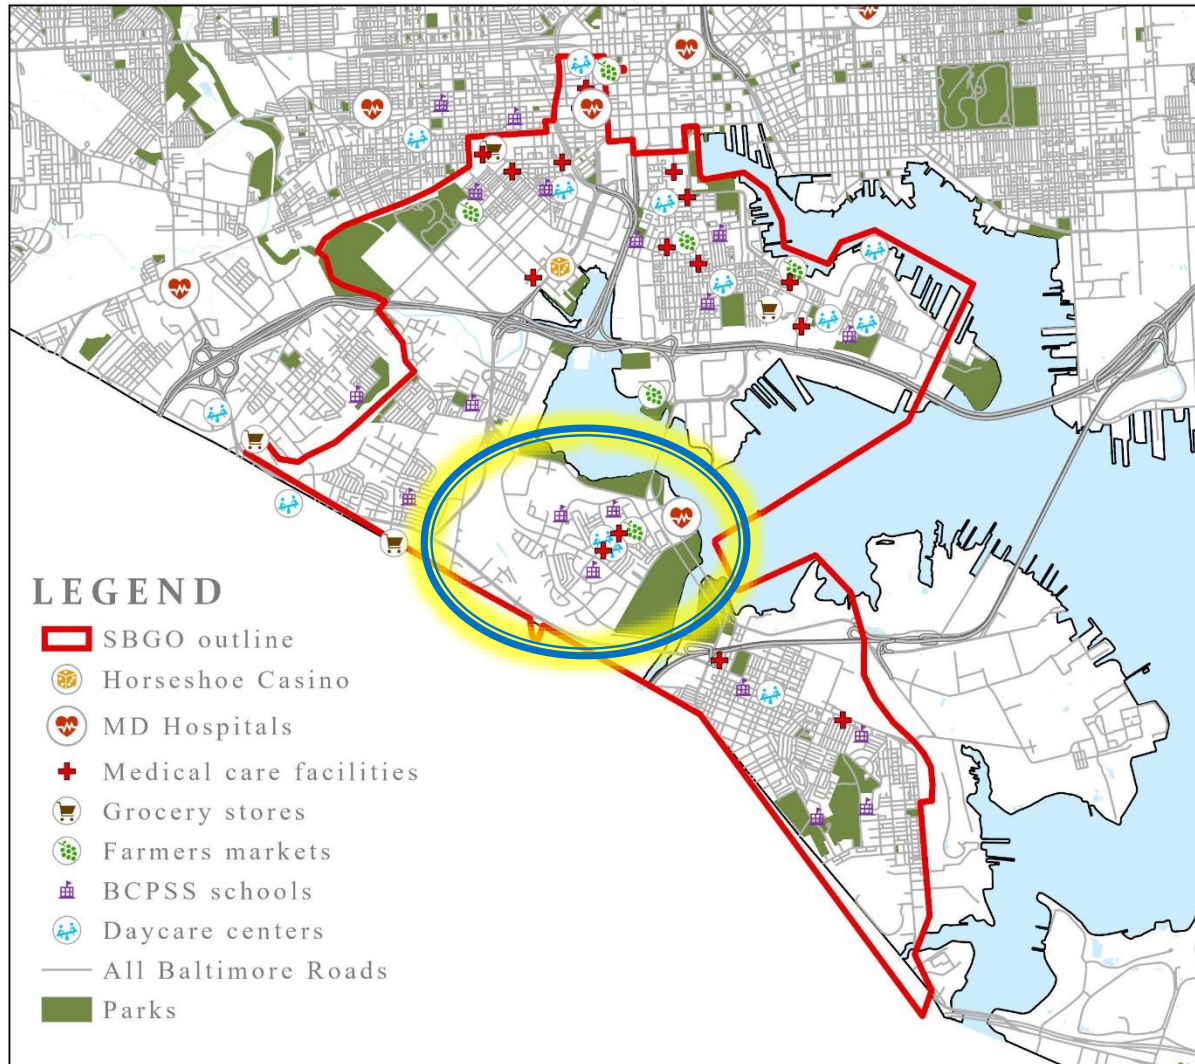 LEGEND
SBGO outline
Horseshoe Casino
MD Hospitals
Medical care facilities
Grocery stores
Farmers markets
BCPSS schools
Daycare centers
All Baltimore Roads
Parks